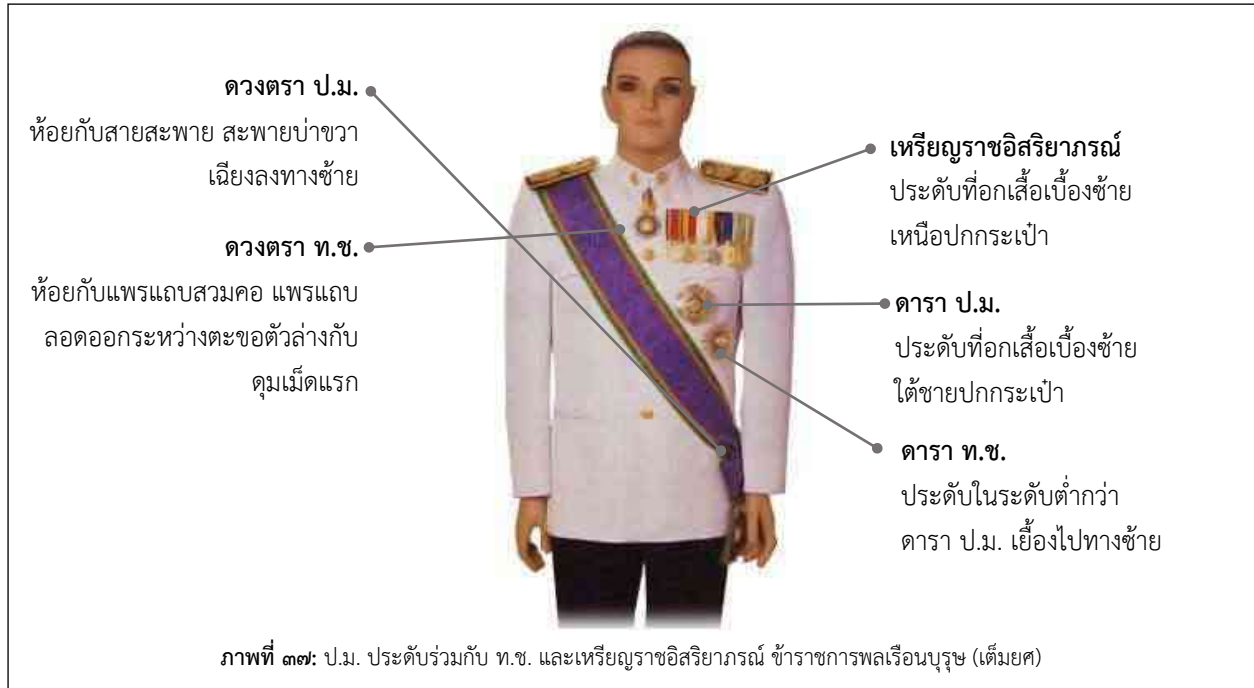 ดวงตรา ป.ม.
ห้อยกับสายสะพาย สะพายบ่าขวา
เฉียงลงทางซ้าย
ดวงตรา ท.ช.
ห้อยกับแพรแถบสวมคอ แพรแถบ
ลอดออกระหว่างตะขอตัวล่างกับ
ดุมเม็ดแรก
เหรียญราชอิสริยาภรณ์
ประดับที่อกเสื้อเบื้องซ้าย
เหนือปกกระเป๋า
ดารา ป.ม.
ประดับที่อกเสื้อเบื้องซ้าย
ใต้ชายปกกระเป๋า
ดารา ท.ช.
ประดับในระดับต่ำกว่า
ดารา ป.ม. เยื้องไปทางซ้าย
ภาพที่ ๓๗: ป.ม. ประดับร่วมกับ ท.ช. และเหรียญราชอิสริยาภรณ์ ข้าราชการพลเรือนบุรุษ (เต็มยศ)